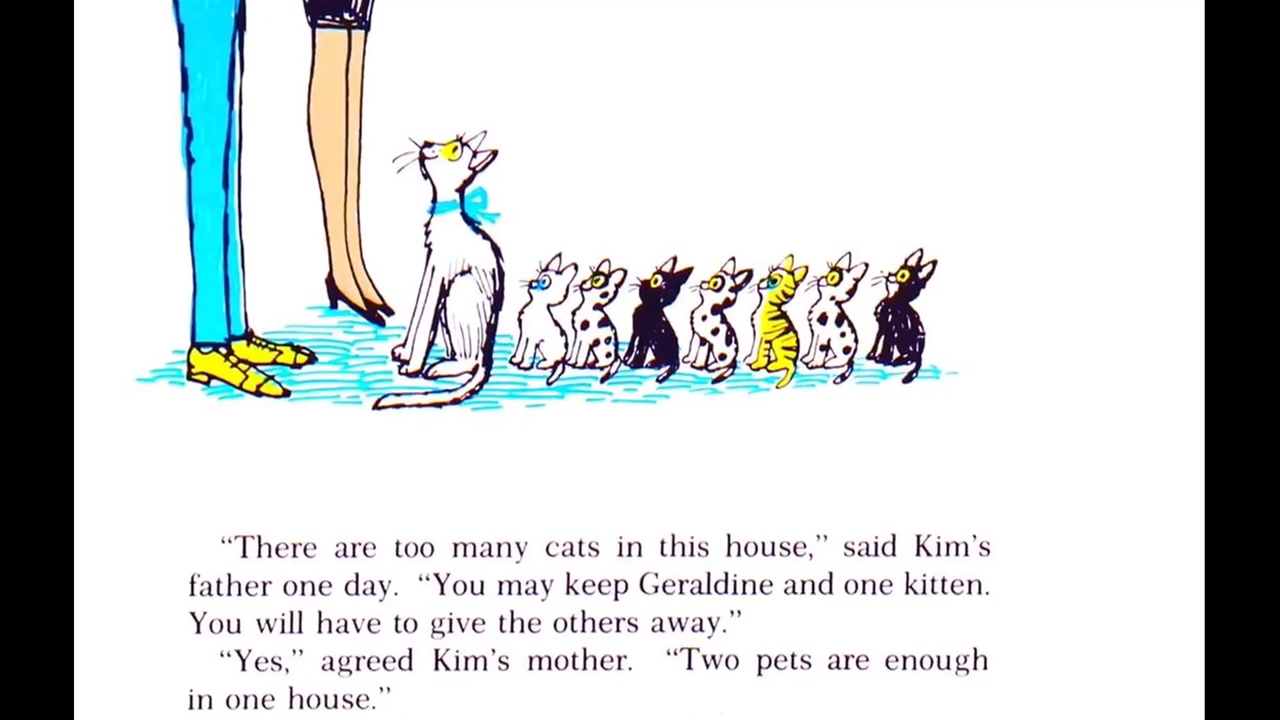 “There are too many cats in this house,” said Kim’s
father one day. “You may keep Geraldine and one kitten.
You will have to give the others away.”
“Yes,” agreed Kim’s mother. “Two pets are enough
in one house.”